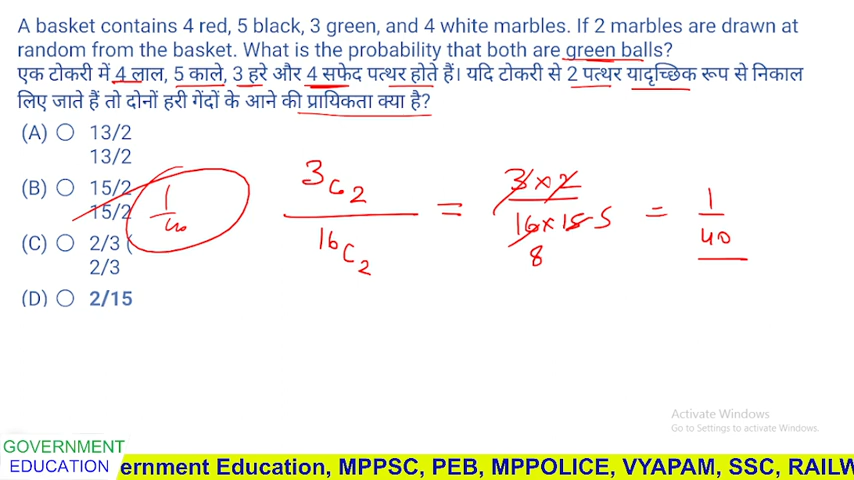 A basket contains 4 red, 5 black, 3 green, and 4 white marbles. If 2 marbles are drawn at
random from the basket. What is the probability that both are green balls?
एक टोकरी में 4 लाल, 5 काले, 3 हरे और 4 सफेद पत्थर होते हैं। यदि टोकरी से 2 पत्थर यादृच्छिक रूप से निकाल
लिए जाते हैं तो दोनों हरी गेंदों के आने की प्रायिकता क्या है?
(A) 13/2
13/2
(B) 15/2
15/2
(C) 2/3 (
2/3
(D) 2/15
1/40
3C2 / 16C2 = 3×2 / 16×15 5 = 1/40
8
Activate Windows
Go to Settings to activate Windows.
GOVERNMENT
EDUCATION
ernment Education, MPPSC, PEB, MPPOLICE, VYAPAM, SSC, RAILW